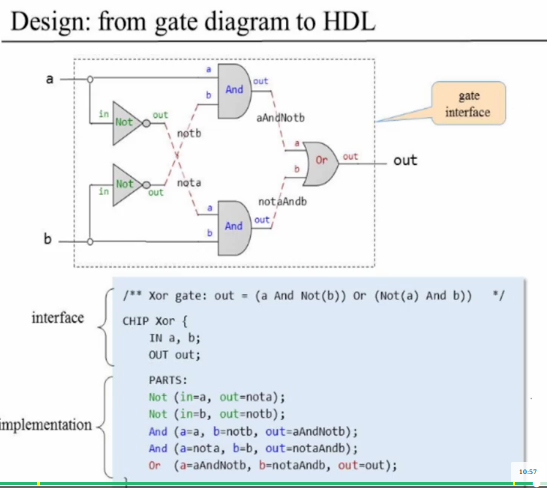 Design: from gate diagram to HDL
a
a
And
out
b
in
Not
out
notb
aAndNotb
gate
interface
a
Or
out
out
b
in
Not
out
nota
notaAndb
a
And
out
b
b
interface
/** Xor gate: out = (a And Not(b)) Or (Not(a) And b)) */
CHIP Xor {
IN a, b;
OUT out;
implementation
PARTS:
Not (in=a, out=nota);
Not (in=b, out=notb);
And (a=a, b=notb, out=aAndNotb);
And (a=nota, b=b, out=notaAndb);
Or (a=aAndNotb, b=notaAndb, out=out);
}
10:57